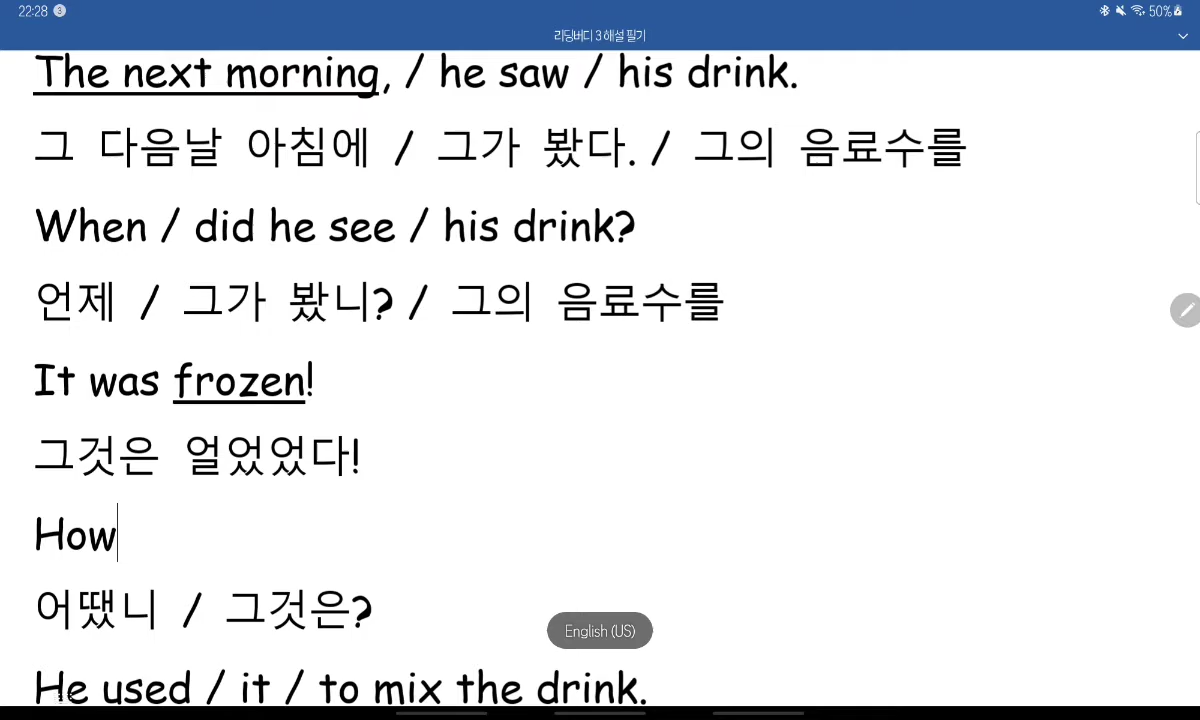 22:28 3 50%
리딩버디 3 해설 필기
The next morning, / he saw / his drink.
그 다음날 아침에 / 그가 봤다. / 그의 음료수를
When / did he see / his drink?
언제 / 그가 봤니? / 그의 음료수를
It was frozen!
그것은 얼었었다!
How
어땠니 / 그것은?
English (US)
He used / it / to mix the drink.